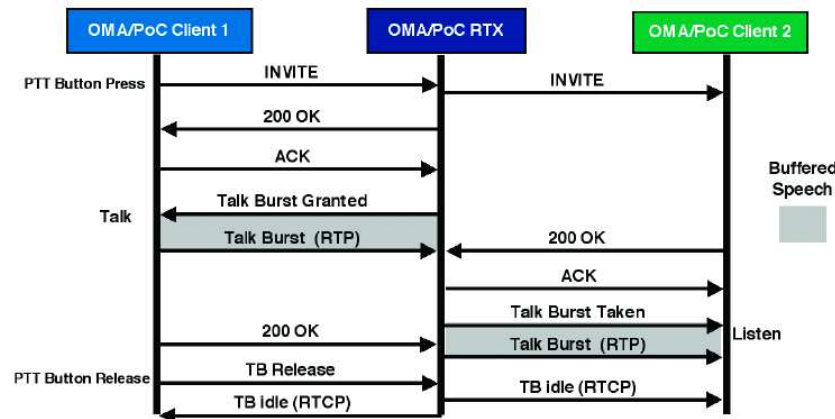 OMA/PoC Client 1
OMA/PoC RTX
OMA/PoC Client 2
PTT Button Press
INVITE
INVITE
200 OK
ACK
Buffered
Speech
Talk Burst Granted
Talk
Talk Burst (RTP)
200 OK
ACK
Talk Burst Taken
200 OK
Listen
Talk Burst (RTP)
TB Release
PTT Button Release
TB idle (RTCP)
TB idle (RTCP)